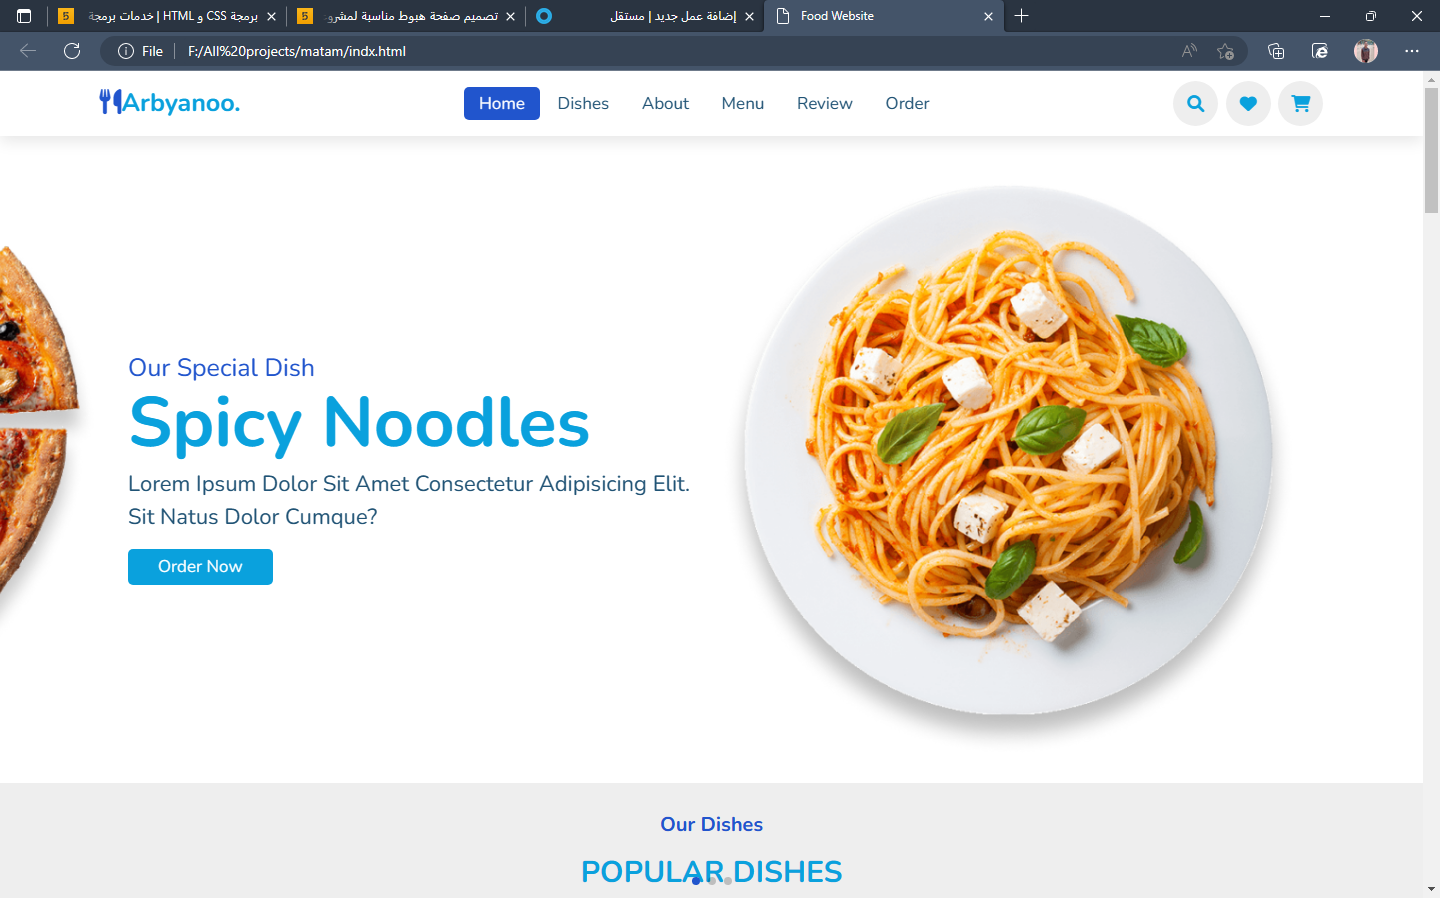 برمجة CSS و HTML | خدمات برمجة
تصميم صفحة هبوط مناسبة لمشرو
إضافة عمل جديد | مستقل
Food Website
File
F:/All%20projects/matam/indx.html
Arbyanoo.
Home
Dishes
About
Menu
Review
Order
Our Special Dish
Spicy Noodles
Lorem Ipsum Dolor Sit Amet Consectetur Adipisicing Elit.
Sit Natus Dolor Cumque?
Order Now
Our Dishes
POPULAR DISHES